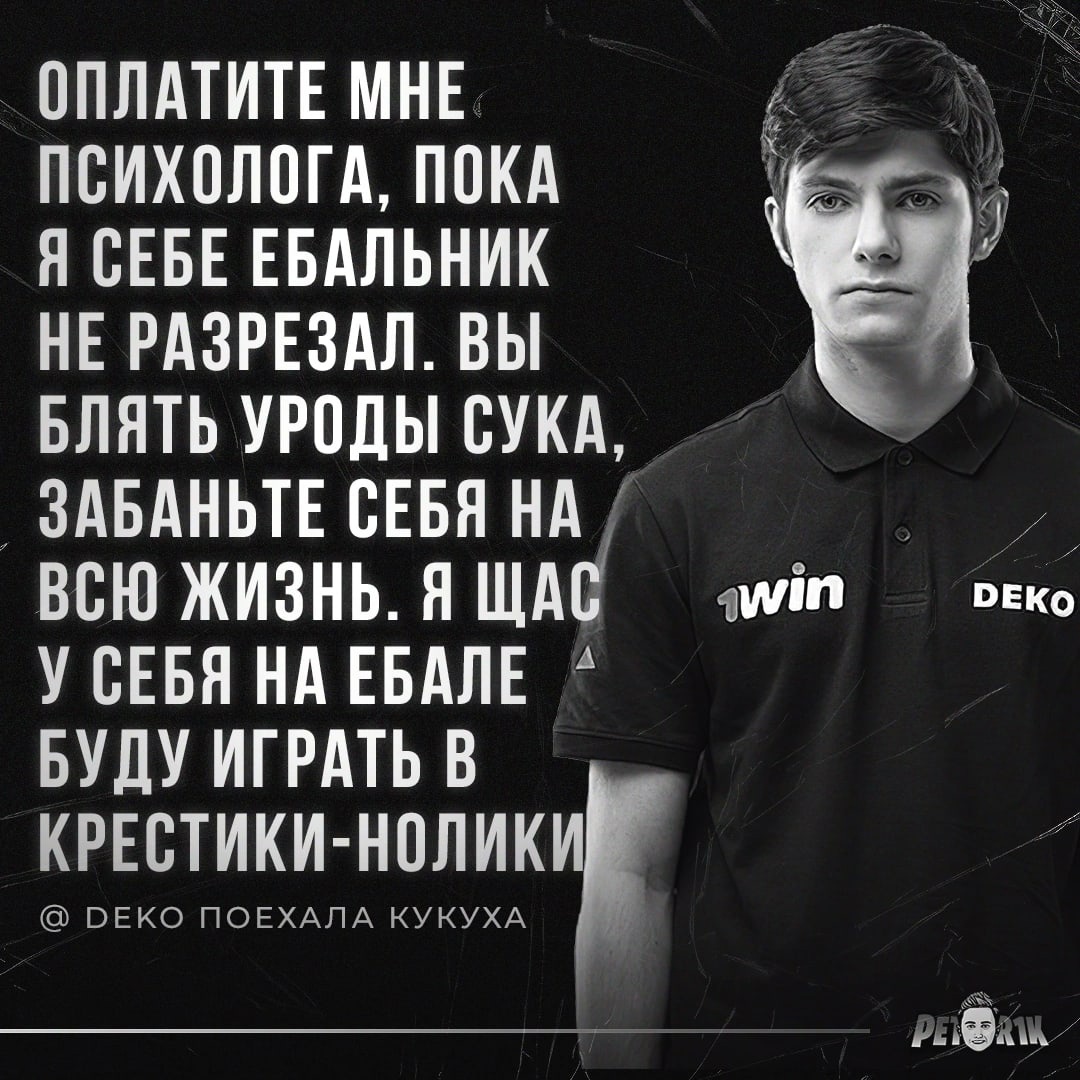 ОПЛАТИТЕ МНЕ
ПСИХОЛОГА, ПОКА
Я СЕБЕ ЕБАЛЬНИК
НЕ РАЗРЕЗАЛ. ВЫ
БЛЯТЬ УРОДЫ СУКА,
ЗАБАНЬТЕ СЕБЯ НА
ВСЮ ЖИЗНЬ. Я ЩАС
У СЕБЯ НА ЕБАЛЕ
БУДУ ИГРАТЬ В
КРЕСТИКИ-НОЛИКИ
@ DEKO ПОЕХАЛА КУКУХА
1win
DEKO